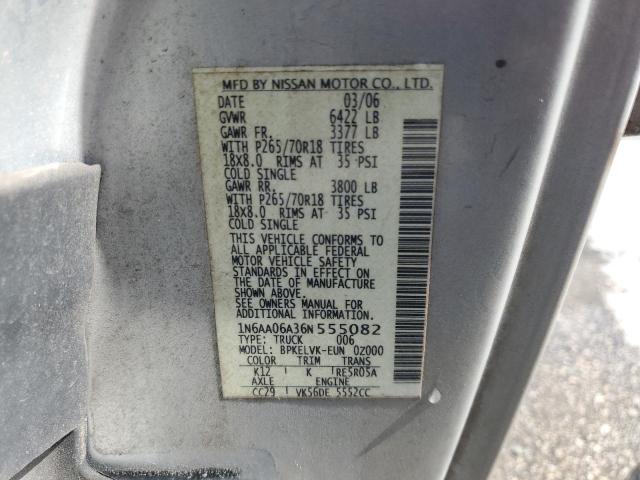 MFD BY NISSAN MOTOR CO., LTD.
DATE 03/06
GVWR 6422 LB
GAWR FR. 3377 LB
WITH P265/70R18 TIRES
18X8.0 RIMS AT 35 PSI
COLD SINGLE
GAWR RR. 3800 LB
WITH P265/70R18 TIRES
18X8.0 RIMS AT 35 PSI
COLD SINGLE
THIS VEHICLE CONFORMS TO
ALL APPLICABLE FEDERAL
MOTOR VEHICLE SAFETY
STANDARDS IN EFFECT ON
THE DATE OF MANUFACTURE
SHOWN ABOVE.
SEE OWNERS MANUAL FOR
ADDITIONAL INFORMATION.
1N6AA06A36N555082
TYPE: TRUCK 006
MODEL: BPKELVK-EUN 0Z000
COLOR TRIM TRANS
K12 K RE5R05A
AXLE ENGINE
CC29 VK56DE 5552CC